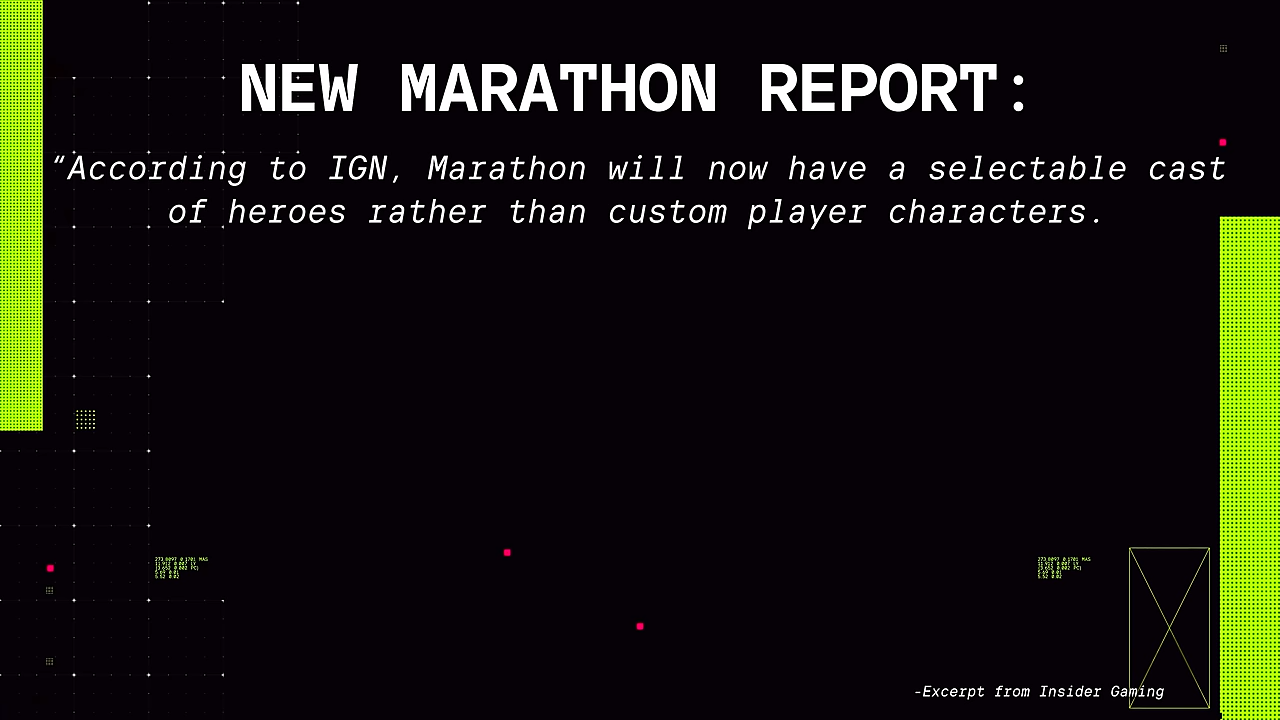 NEW MARATHON REPORT:
“According to IGN, Marathon will now have a selectable cast
of heroes rather than custom player characters.
-Excerpt from Insider Gaming